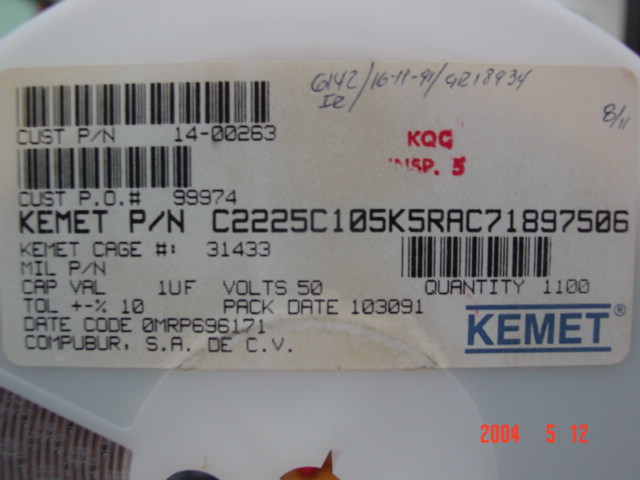 6142/16-11-91/9218934
8/11
CUST P/N 14-00263
KQG
INSP. 5
CUST P.O.# 99974
KEMET P/N C2225C105K5RAC71897506
KEMET CAGE #: 31433
MIL P/N
CAP VAL 1UF VOLTS 50 QUANTITY 1100
TOL +-% 10 PACK DATE 103091
DATE CODE 0MRP696171
COMPUBUR, S.A. DE C.V.
KEMET®
2004 5 12